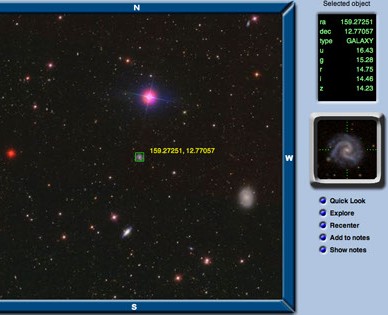 Selected object
N
ra 159.27251
dec 12.77057
type GALAXY
u 16.43
g 15.28
r 14.75
i 14.46
z 14.23
159.27251, 12.77057
W
Quick Look
Explore
Recenter
Add to notes
Show notes
S